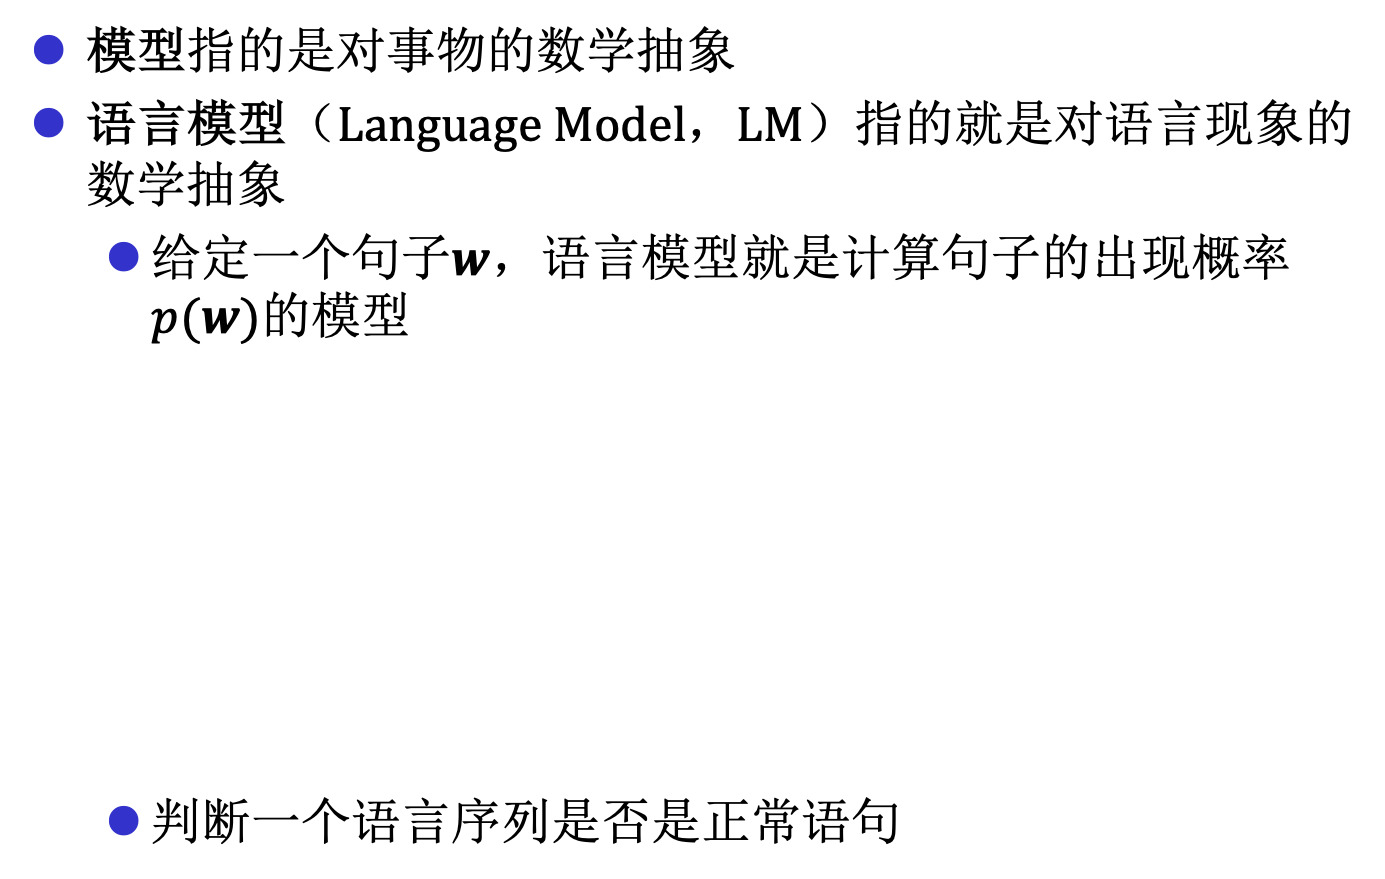 ● 模型指的是对事物的数学抽象
● 语言模型（Language Model，LM）指的就是对语言现象的
数学抽象
● 给定一个句子w，语言模型就是计算句子的出现概率
p(w)的模型
● 判断一个语言序列是否是正常语句